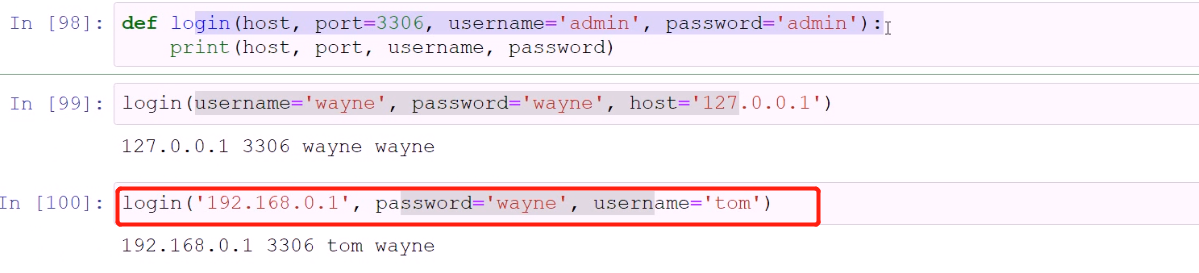 In [98]: def login(host, port=3306, username='admin', password='admin'):
print(host, port, username, password)
In [99]: login(username='wayne', password='wayne', host='127.0.0.1')
127.0.0.1 3306 wayne wayne
In [100]: login('192.168.0.1', password='wayne', username='tom')
192.168.0.1 3306 tom wayne